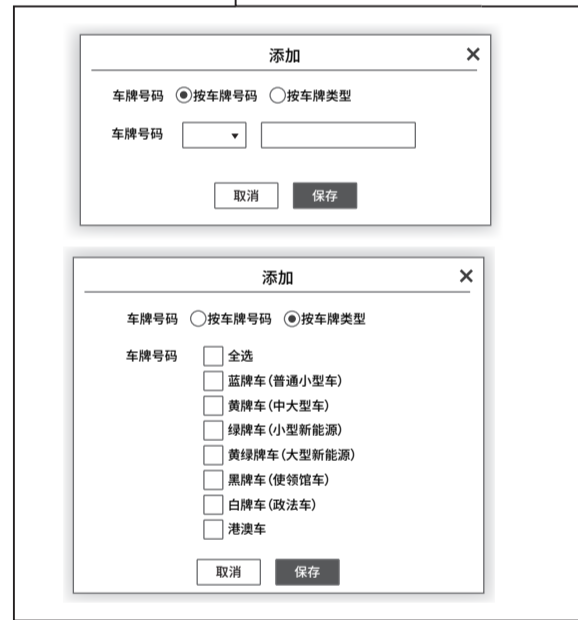 添加
车牌号码 按车牌号码 按车牌类型
车牌号码
取消 保存
添加
车牌号码 按车牌号码 按车牌类型
车牌号码 全选
蓝牌车(普通小型车)
黄牌车(中大型车)
绿牌车(小型新能源)
黄绿牌车(大型新能源)
黑牌车(使领馆车)
白牌车(政法车)
港澳车
取消 保存